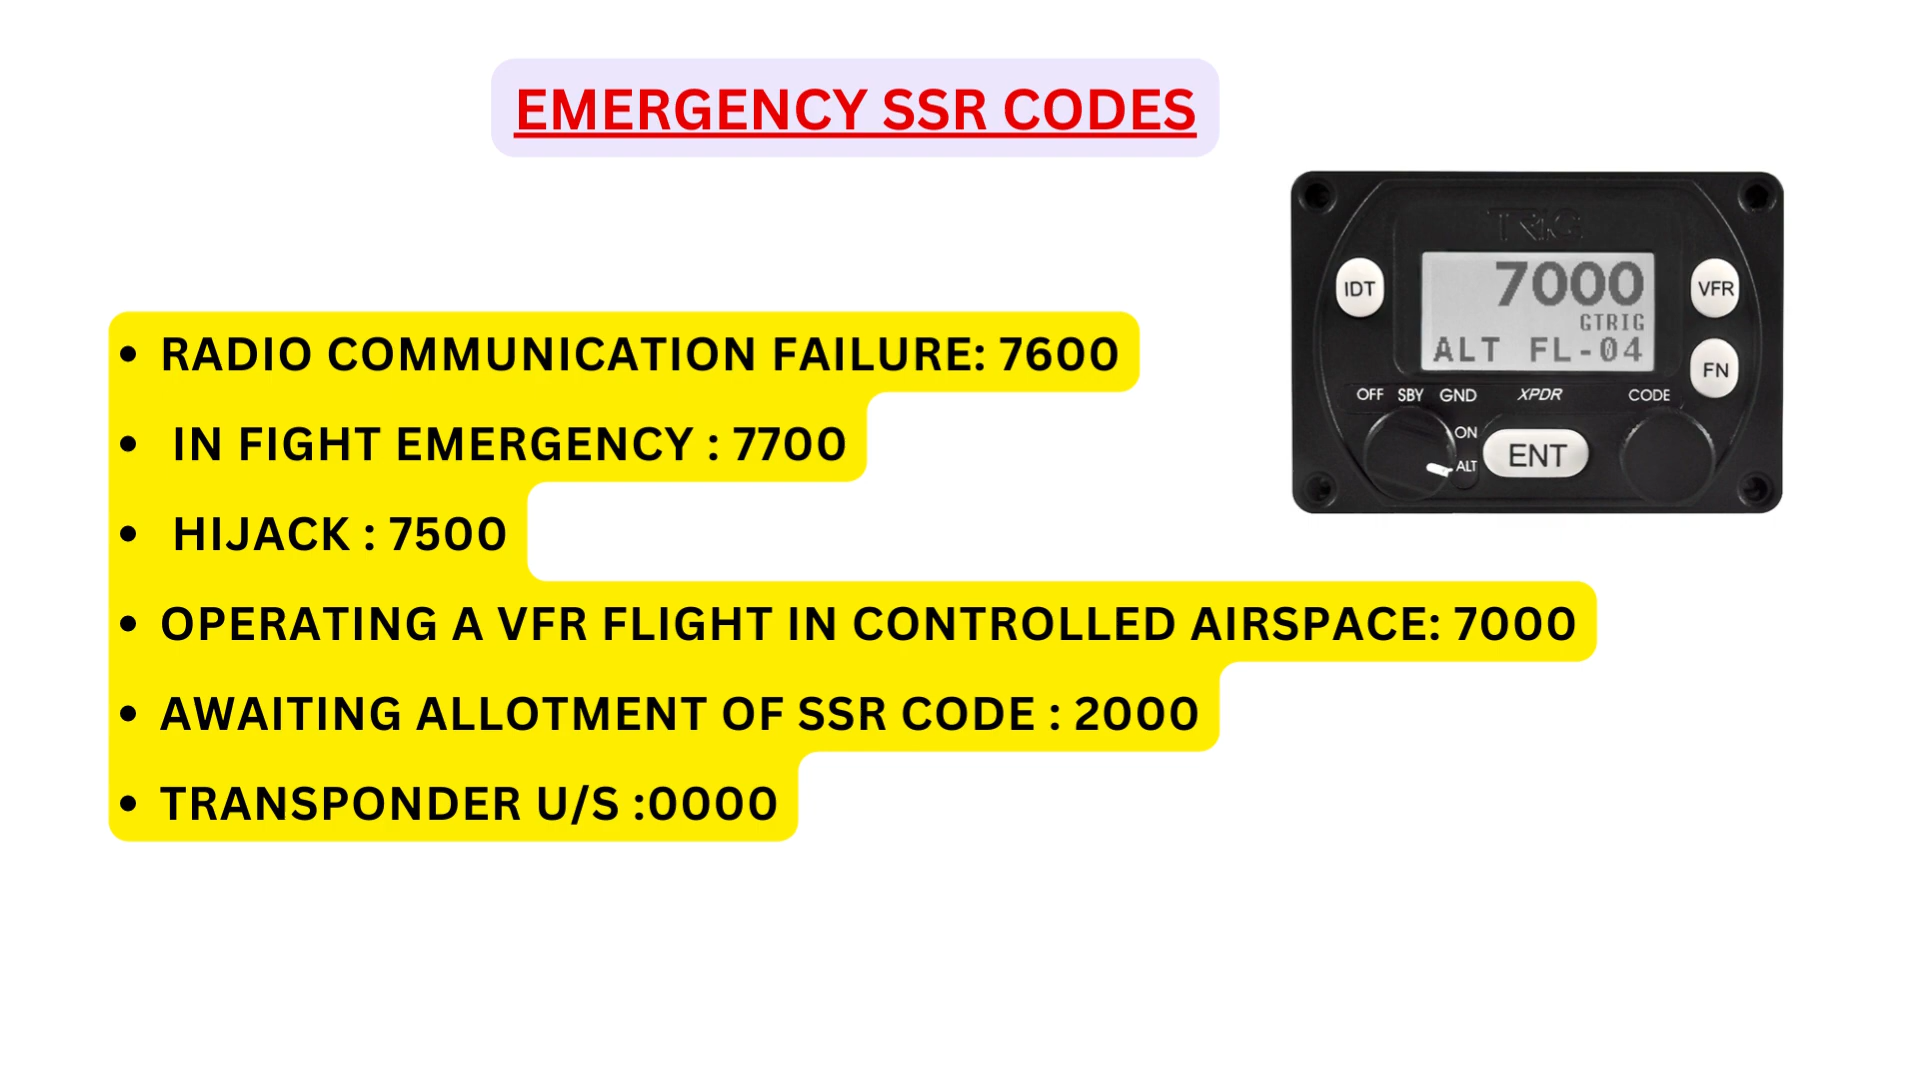 EMERGENCY SSR CODES
TRIG
IDT
7000
VFR
GTRIG
ALT FL-04
FN
OFF SBY GND XPDR CODE
ON
ENT
ALT
• RADIO COMMUNICATION FAILURE: 7600
• IN FIGHT EMERGENCY : 7700
• HIJACK : 7500
• OPERATING A VFR FLIGHT IN CONTROLLED AIRSPACE: 7000
• AWAITING ALLOTMENT OF SSR CODE : 2000
• TRANSPONDER U/S :0000